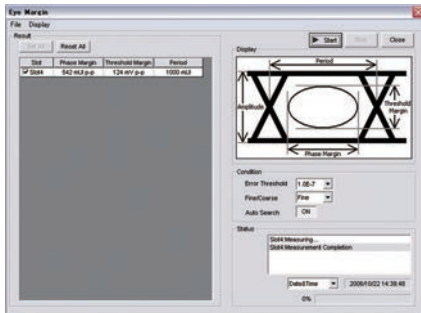 Eye Margin
File Display
Result
Set All Reset All
Slot Phase Margin Threshold Margin Period
Slot4 542 mUI p-p 124 mV p-p 1000 mUI
Start Stop Close
Display
Period
Amplitude
Threshold
Margin
Phase Margin
Condition
Error Threshold 1.0E-7
Fine/Coarse Fine
Auto Search ON
Status
Slot4:Measuring...
Slot4:Measurement Completion
Date&Time 2006/10/22 14:39:48
0%